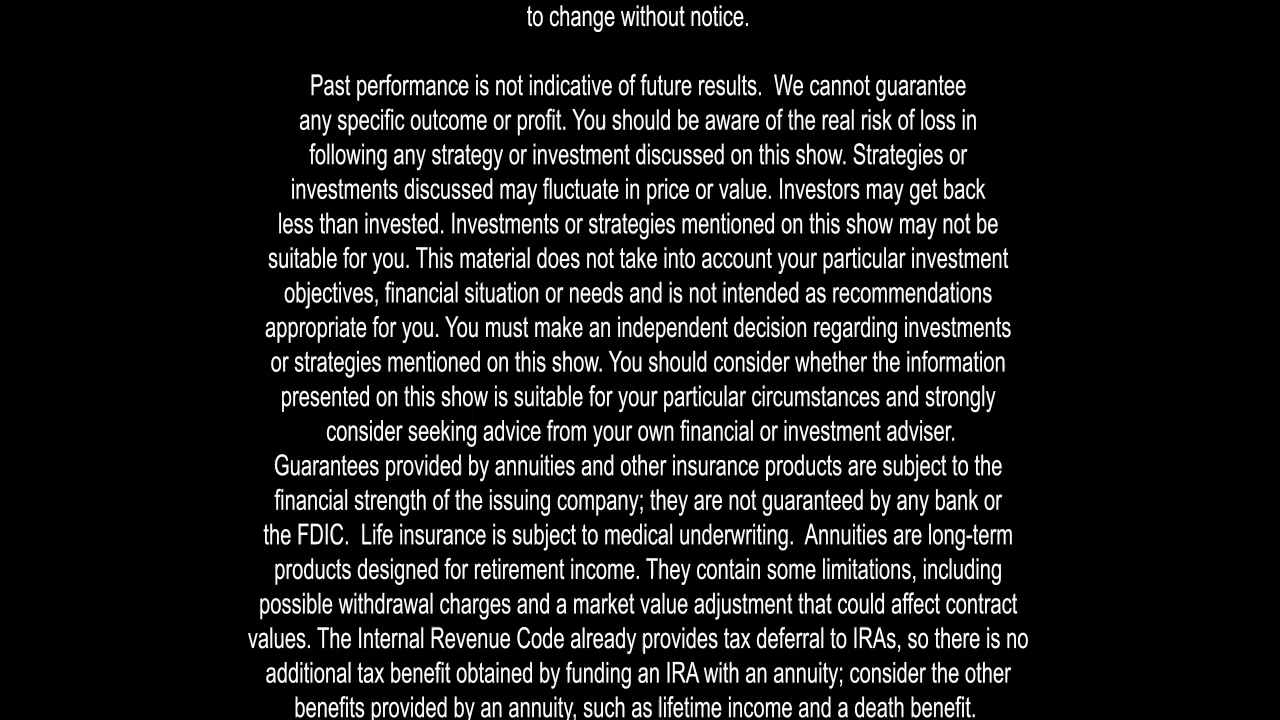 to change without notice.
Past performance is not indicative of future results.  We cannot guarantee
any specific outcome or profit. You should be aware of the real risk of loss in
following any strategy or investment discussed on this show. Strategies or
investments discussed may fluctuate in price or value. Investors may get back
less than invested. Investments or strategies mentioned on this show may not be
suitable for you. This material does not take into account your particular investment
objectives, financial situation or needs and is not intended as recommendations
appropriate for you. You must make an independent decision regarding investments
or strategies mentioned on this show. You should consider whether the information
presented on this show is suitable for your particular circumstances and strongly
consider seeking advice from your own financial or investment adviser.
Guarantees provided by annuities and other insurance products are subject to the
financial strength of the issuing company; they are not guaranteed by any bank or
the FDIC.  Life insurance is subject to medical underwriting.  Annuities are long-term
products designed for retirement income. They contain some limitations, including
possible withdrawal charges and a market value adjustment that could affect contract
values. The Internal Revenue Code already provides tax deferral to IRAs, so there is no
additional tax benefit obtained by funding an IRA with an annuity; consider the other
benefits provided by an annuity, such as lifetime income and a death benefit.